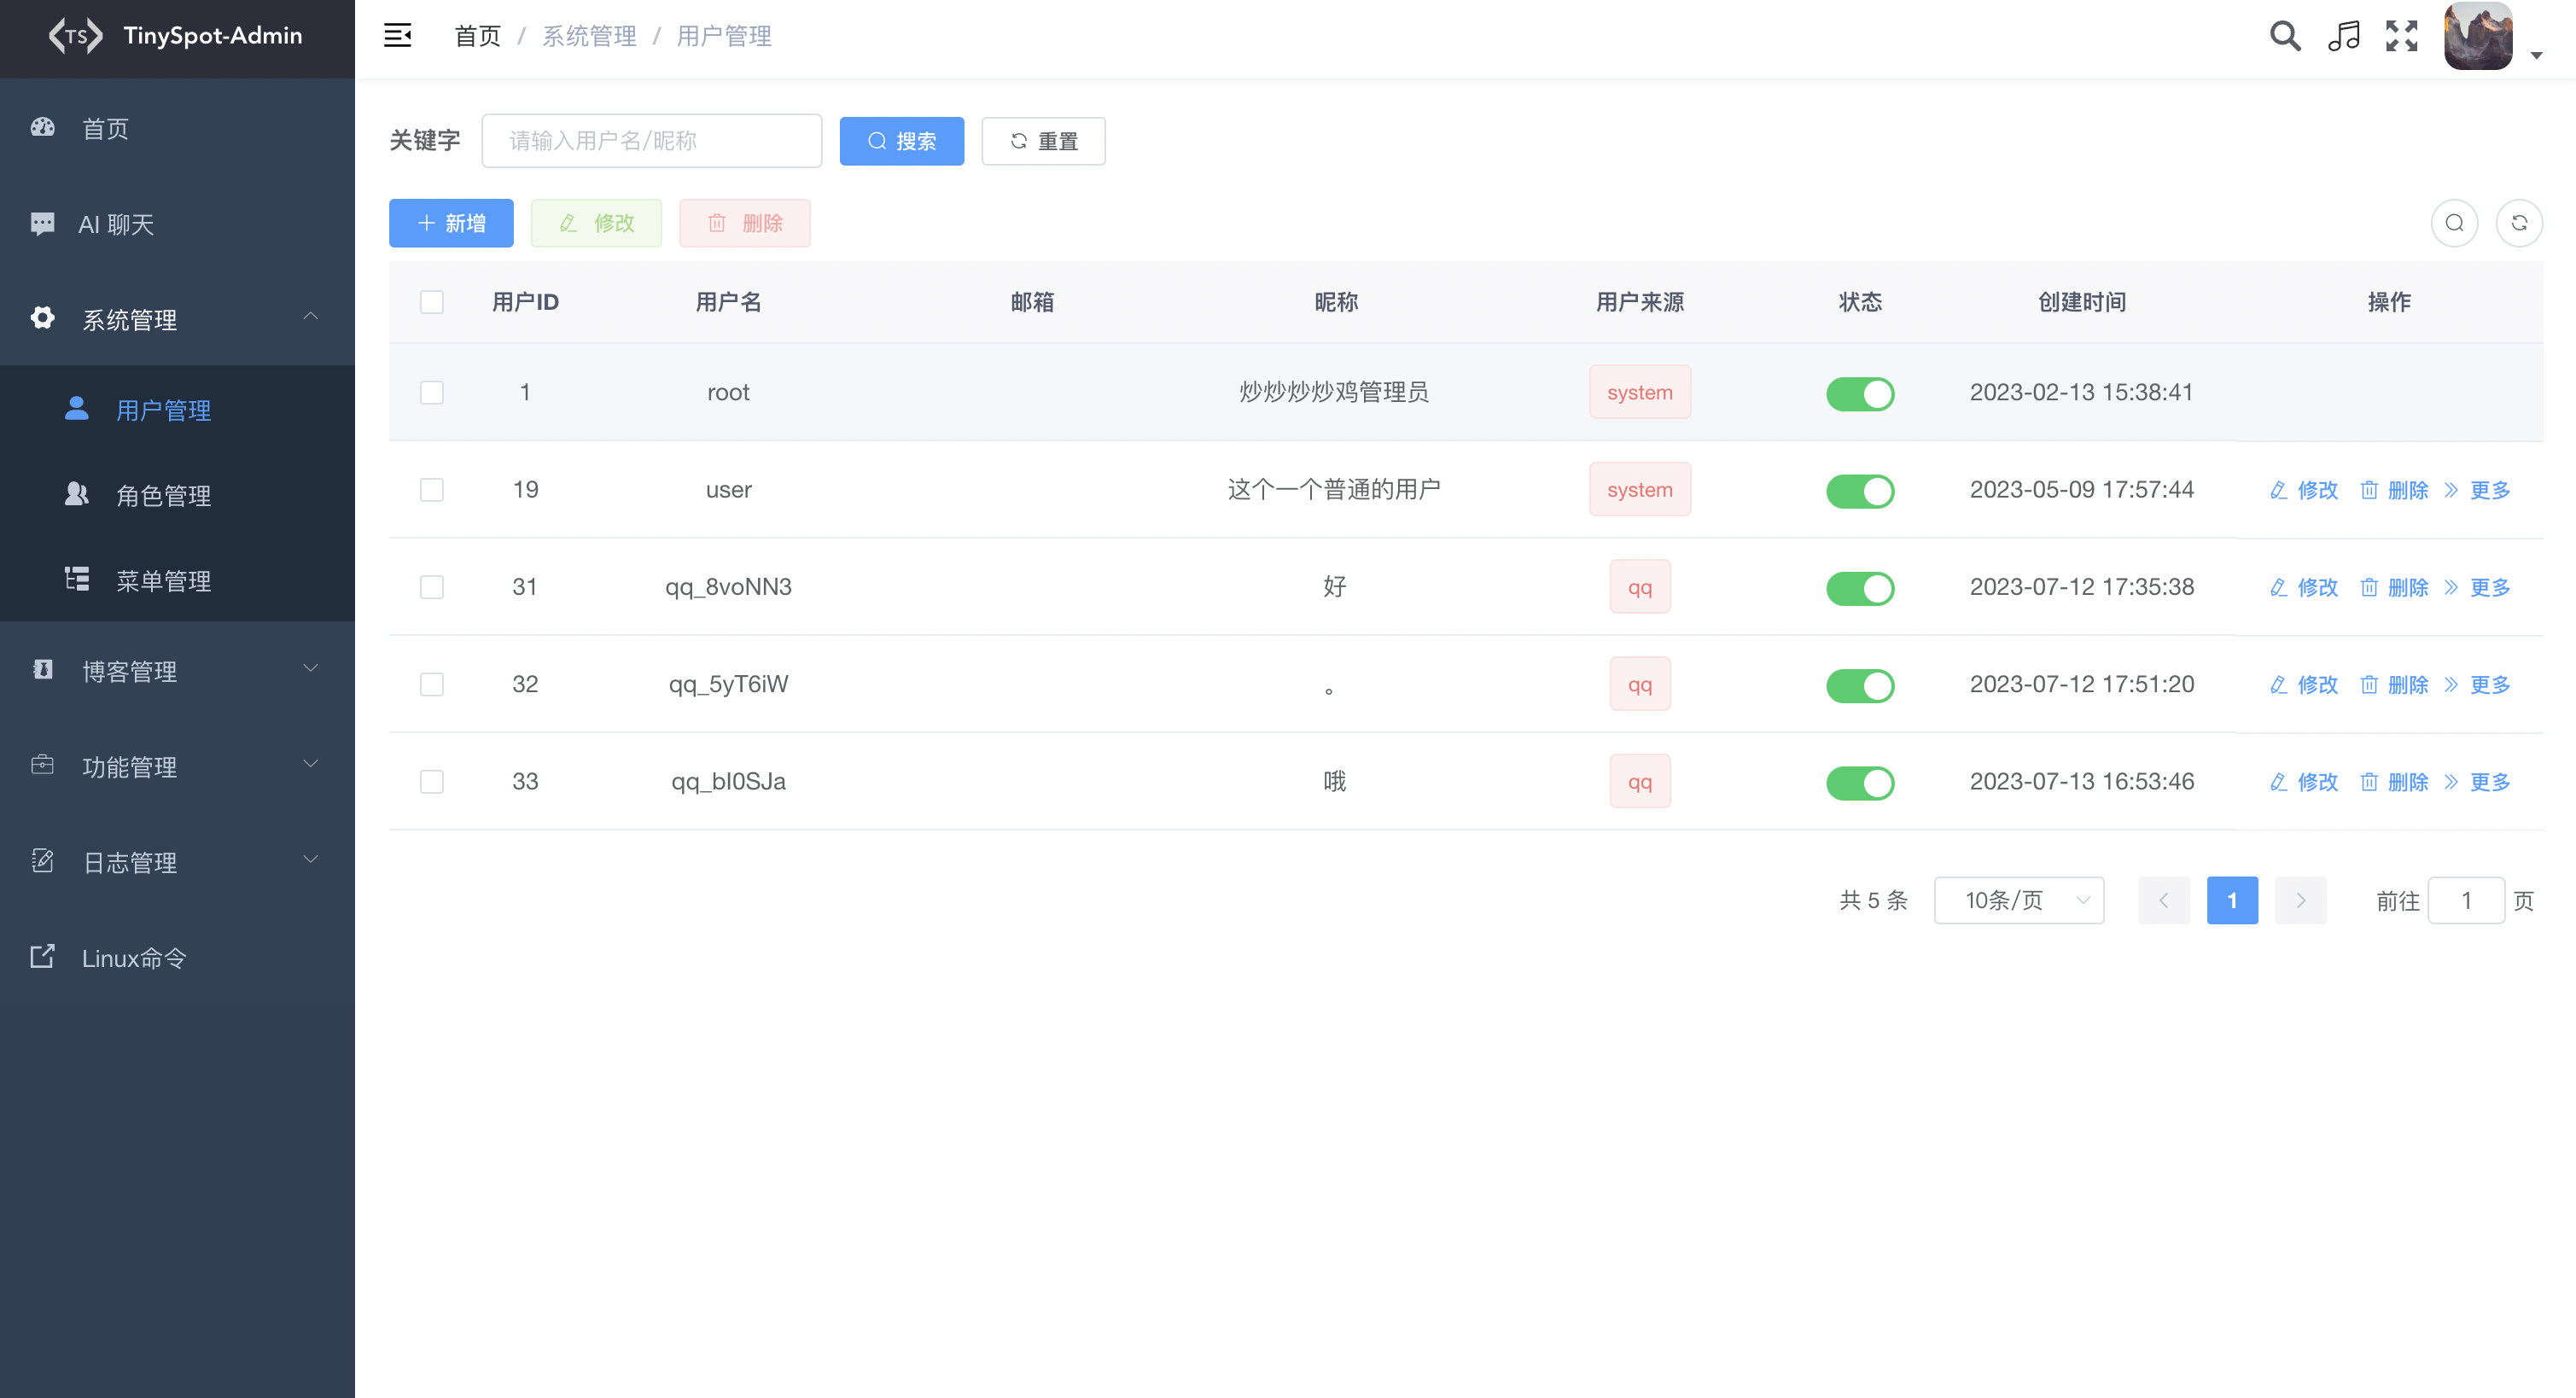 TS TinySpot-Admin
首页 / 系统管理 / 用户管理
首页
AI 聊天
系统管理
用户管理
角色管理
菜单管理
博客管理
功能管理
日志管理
Linux命令
关键字 请输入用户名/昵称 搜索 重置
新增 修改 删除
用户ID 用户名 邮箱 昵称 用户来源 状态 创建时间 操作
1 root 炒炒炒炒鸡管理员 system 2023-02-13 15:38:41
19 user 这个一个普通的用户 system 2023-05-09 17:57:44 修改 删除 更多
31 qq_8voNN3 好 qq 2023-07-12 17:35:38 修改 删除 更多
32 qq_5yT6iW 。 qq 2023-07-12 17:51:20 修改 删除 更多
33 qq_bI0SJa 哦 qq 2023-07-13 16:53:46 修改 删除 更多
共 5 条 10条/页 1 前往 1 页